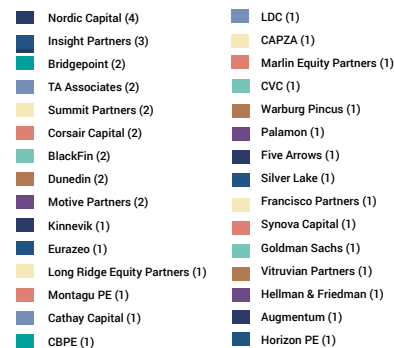 Nordic Capital (4)
Insight Partners (3)
Bridgepoint (2)
TA Associates (2)
Summit Partners (2)
Corsair Capital (2)
BlackFin (2)
Dunedin (2)
Motive Partners (2)
Kinnevik (1)
Eurazeo (1)
Long Ridge Equity Partners (1)
Montagu PE (1)
Cathay Capital (1)
CBPE (1)
LDC (1)
CAPZA (1)
Marlin Equity Partners (1)
CVC (1)
Warburg Pincus (1)
Palamon (1)
Five Arrows (1)
Silver Lake (1)
Francisco Partners (1)
Synova Capital (1)
Goldman Sachs (1)
Vitruvian Partners (1)
Hellman & Friedman (1)
Augmentum (1)
Horizon PE (1)